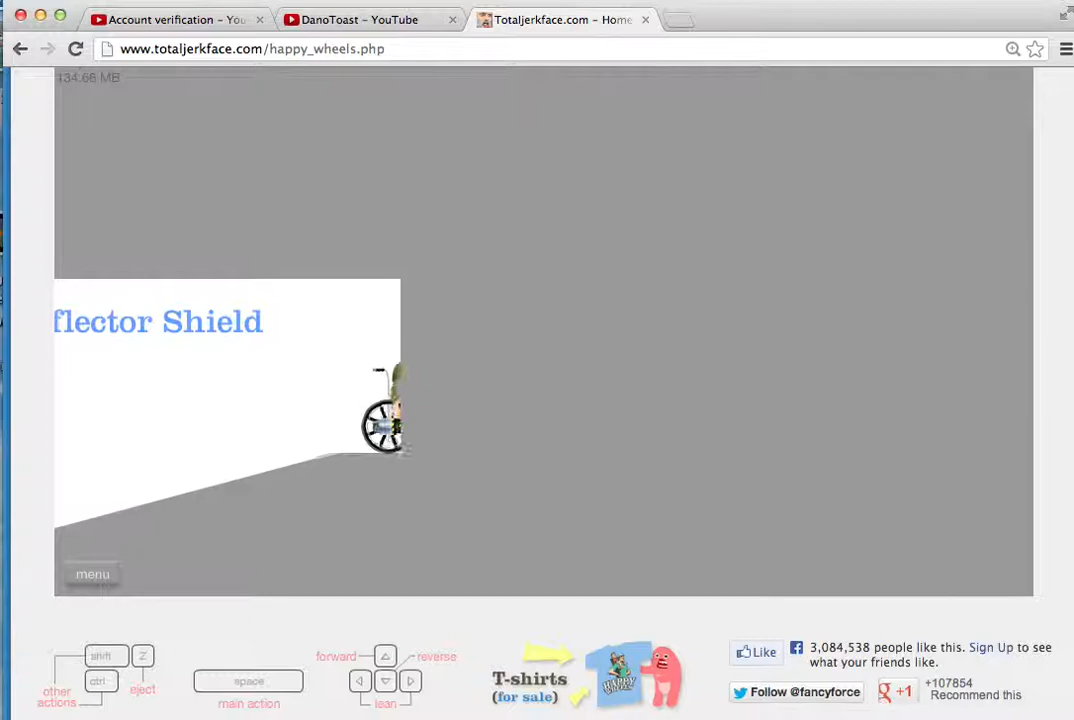 Account verification – You
DanoToast – YouTube
Totaljerkface.com – Home
www.totaljerkface.com/happy_wheels.php
134.66 MB
flector Shield
menu
shift
Z
ctrl
other
actions
eject
space
main action
forward
reverse
lean
T-shirts
(for sale)
HAPPY
WHEELS
Like
3,084,538 people like this. Sign Up to see
what your friends like.
Follow @fancyforce
g +1
+107854
Recommend this